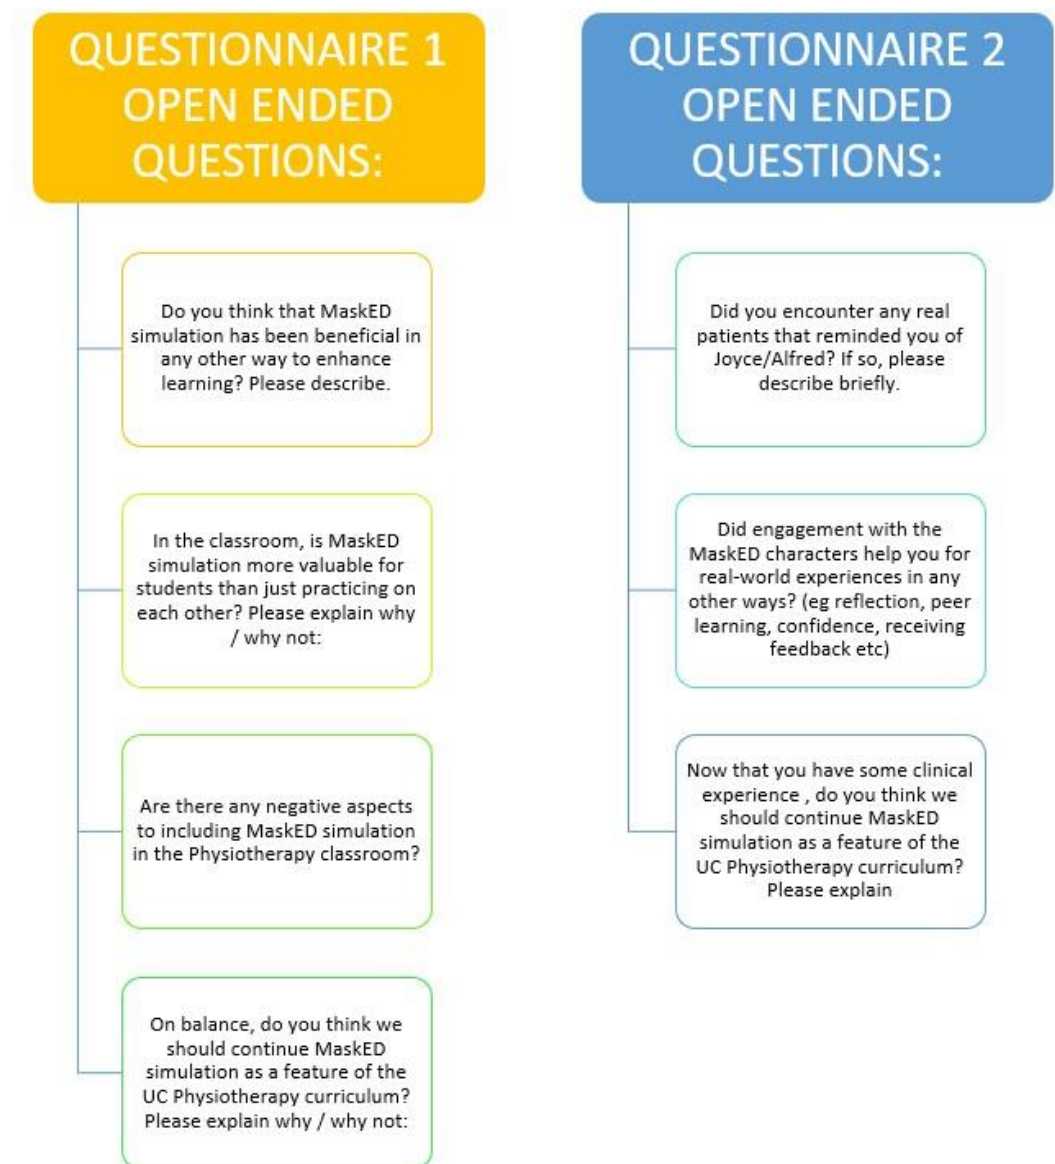 QUESTIONNAIRE 1
OPEN ENDED
QUESTIONS:
Do you think that MaskED
simulation has been beneficial in
any other way to enhance
learning? Please describe.
In the classroom, is MaskED
simulation more valuable for
students than just practicing on
each other? Please explain why
/ why not:
Are there any negative aspects
to including MaskED simulation
in the Physiotherapy classroom?
On balance, do you think we
should continue MaskED
simulation as a feature of the
UC Physiotherapy curriculum?
Please explain why / why not:
QUESTIONNAIRE 2
OPEN ENDED
QUESTIONS:
Did you encounter any real
patients that reminded you of
Joyce/Alfred? If so, please
describe briefly.
Did engagement with the
MaskED characters help you for
real-world experiences in any
other ways? (eg reflection, peer
learning, confidence, receiving
feedback etc)
Now that you have some clinical
experience , do you think we
should continue MaskED
simulation as a feature of the
UC Physiotherapy curriculum?
Please explain